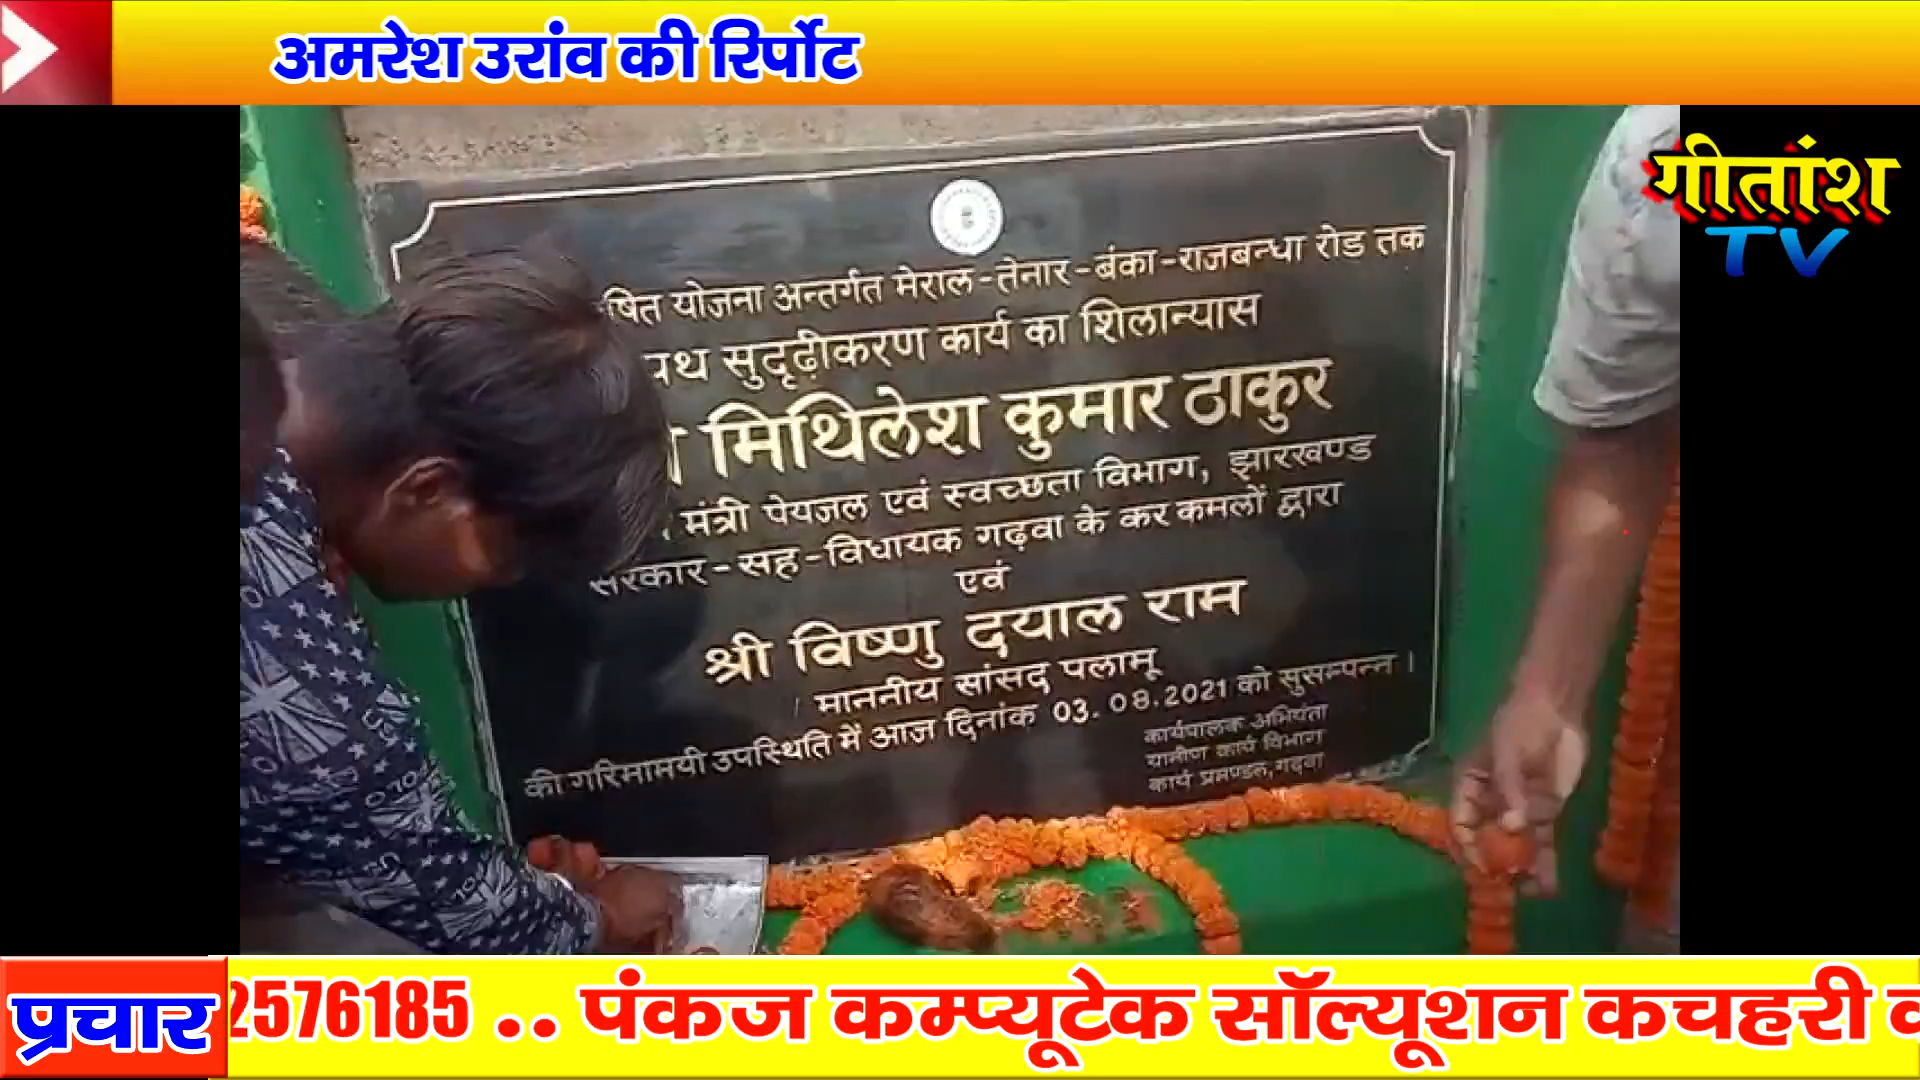 अमरेश उरांव की रिर्पोट
गीतांश
TV
योजना अन्तर्गत मेराल-तेनार-बंका-राजबन्धा रोड तक
सुदृढ़ीकरण कार्य का शिलान्यास
मिथिलेश कुमार ठाकुर
मंत्री पेयजल एवं स्वच्छता विभाग, झारखण्ड
सरकार-सह-विधायक गढ़वा के कर कमलों द्वारा
एवं
श्री विष्णु दयाल राम
माननीय सांसद पलामू
की गरिमामयी उपस्थिति में आज दिनांक 03.08.2021 को सुसम्पन्न।
कार्यपालक अभियंता
ग्रामीण कार्य विभाग
कार्य प्रमण्डल, गढ़वा
प्रचार
2576185 .. पंकज कम्प्यूटेक सॉल्यूशन कचहरी